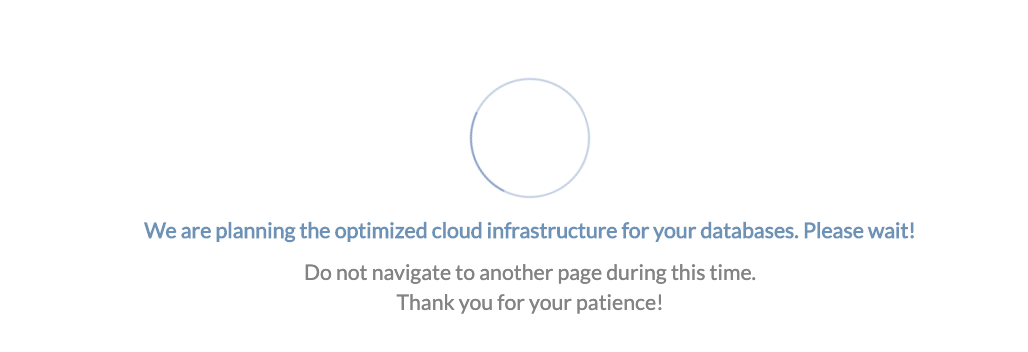 We are planning the optimized cloud infrastructure for your databases. Please wait!
Do not navigate to another page during this time.
Thank you for your patience!